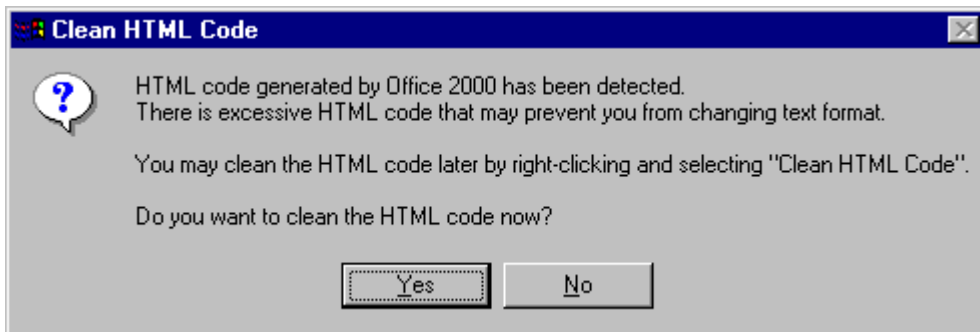 Clean HTML Code
HTML code generated by Office 2000 has been detected.
There is excessive HTML code that may prevent you from changing text format.
You may clean the HTML code later by right-clicking and selecting "Clean HTML Code".
Do you want to clean the HTML code now?
Yes
No